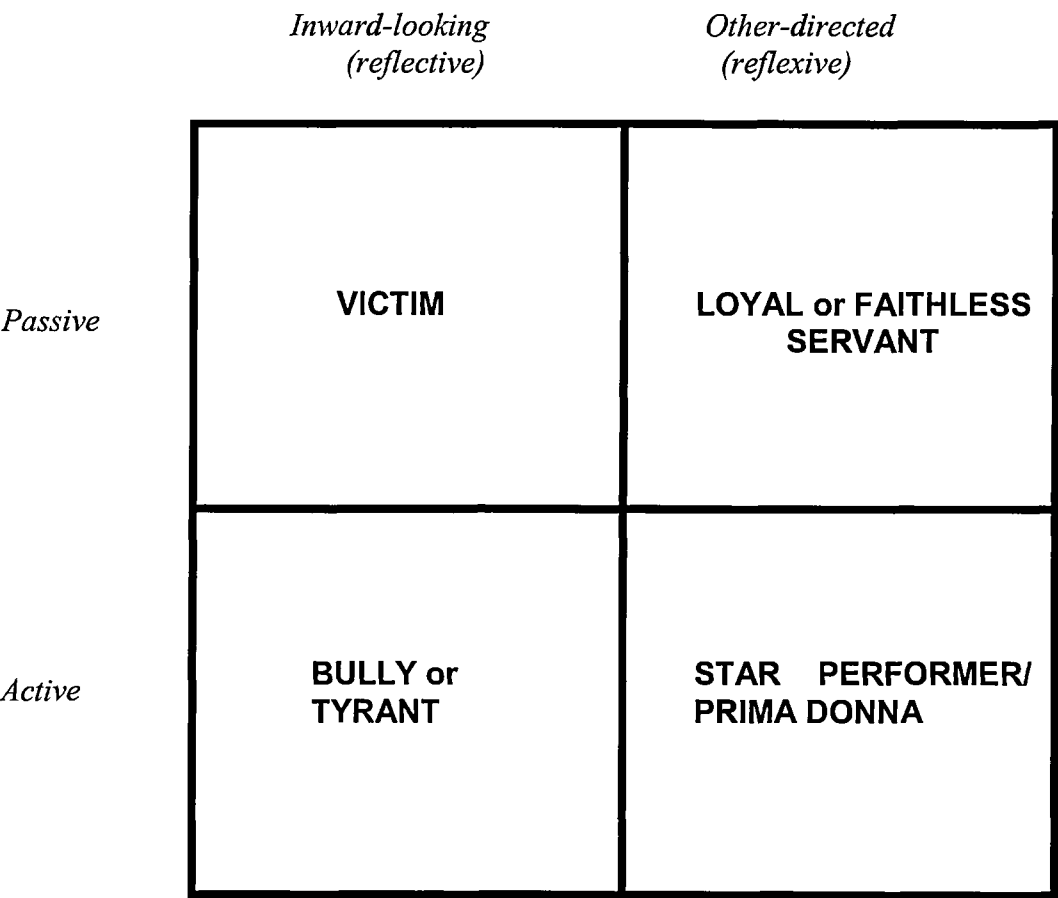 Inward-looking
(reflective)
Other-directed
(reflexive)
Passive
VICTIM
LOYAL or FAITHLESS
SERVANT
Active
BULLY or
TYRANT
STAR PERFORMER/
PRIMA DONNA